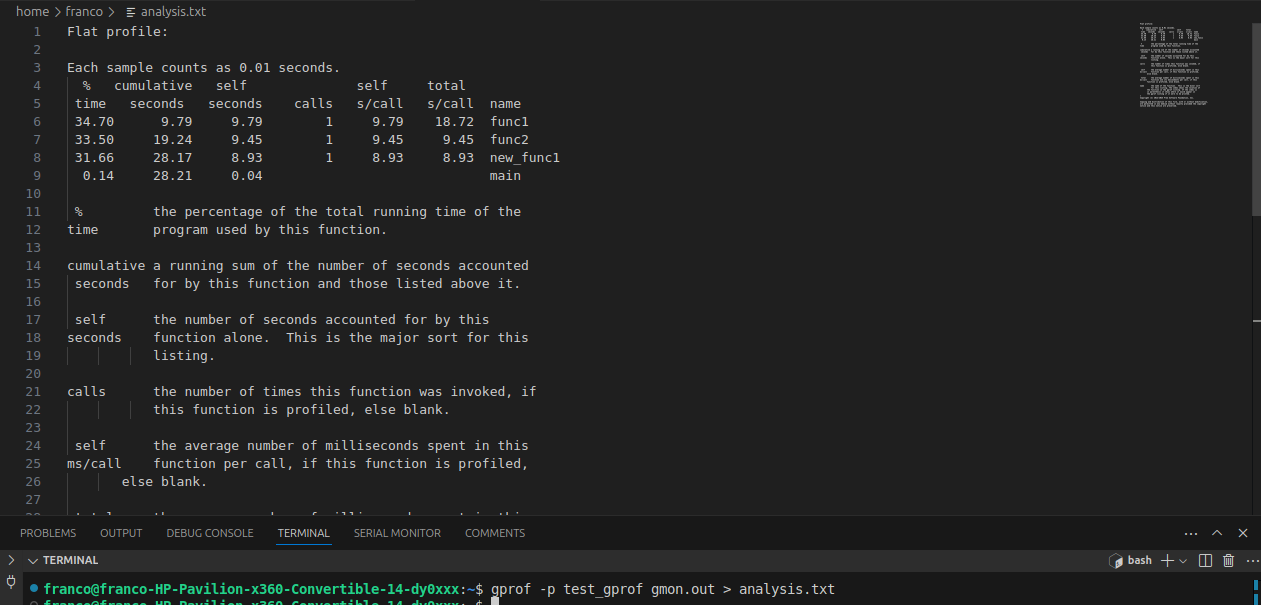 home > franco > analysis.txt
1 Flat profile:
2
3 Each sample counts as 0.01 seconds.
4   %   cumulative   self              self     total
5  time   seconds   seconds    calls   s/call   s/call  name
6  34.70      9.79     9.79        1     9.79    18.72  func1
7  33.50     19.24     9.45        1     9.45     9.45  func2
8  31.66     28.17     8.93        1     8.93     8.93  new_func1
9   0.14     28.21     0.04                             main
10
11  %         the percentage of the total running time of the
12 time       program used by this function.
13
14 cumulative a running sum of the number of seconds accounted
15  seconds   for by this function and those listed above it.
16
17  self      the number of seconds accounted for by this
18 seconds    function alone.  This is the major sort for this
19            listing.
20
21 calls      the number of times this function was invoked, if
22            this function is profiled, else blank.
23
24  self      the average number of milliseconds spent in this
25 ms/call    function per call, if this function is profiled,
26        else blank.
27
PROBLEMS OUTPUT DEBUG CONSOLE TERMINAL SERIAL MONITOR COMMENTS
TERMINAL bash
franco@franco-HP-Pavilion-x360-Convertible-14-dy0xxx:~$ gprof -p test_gprof gmon.out > analysis.txt
franco@franco-HP-Pavilion-x360-Convertible-14-dy0xxx:~$